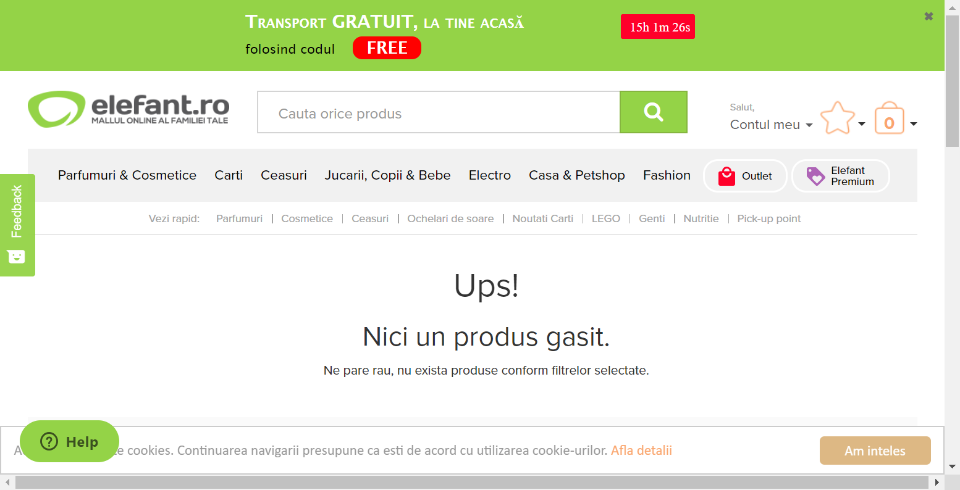 Transport GRATUIT, la tine acasă
15h 1m 26s
folosind codul FREE
elefant.ro
MALLUL ONLINE AL FAMILIEI TALE
Cauta orice produs
Salut,
Contul meu
0
Parfumuri & Cosmetice Carti Ceasuri Jucarii, Copii & Bebe Electro Casa & Petshop Fashion Outlet Elefant Premium
Vezi rapid: Parfumuri | Cosmetice | Ceasuri | Ochelari de soare | Noutati Carti | LEGO | Genti | Nutritie | Pick-up point
Feedback
Ups!
Nici un produs gasit.
Ne pare rau, nu exista produse conform filtrelor selectate.
Help
cookies. Continuarea navigarii presupune ca esti de acord cu utilizarea cookie-urilor. Afla detalii
Am inteles